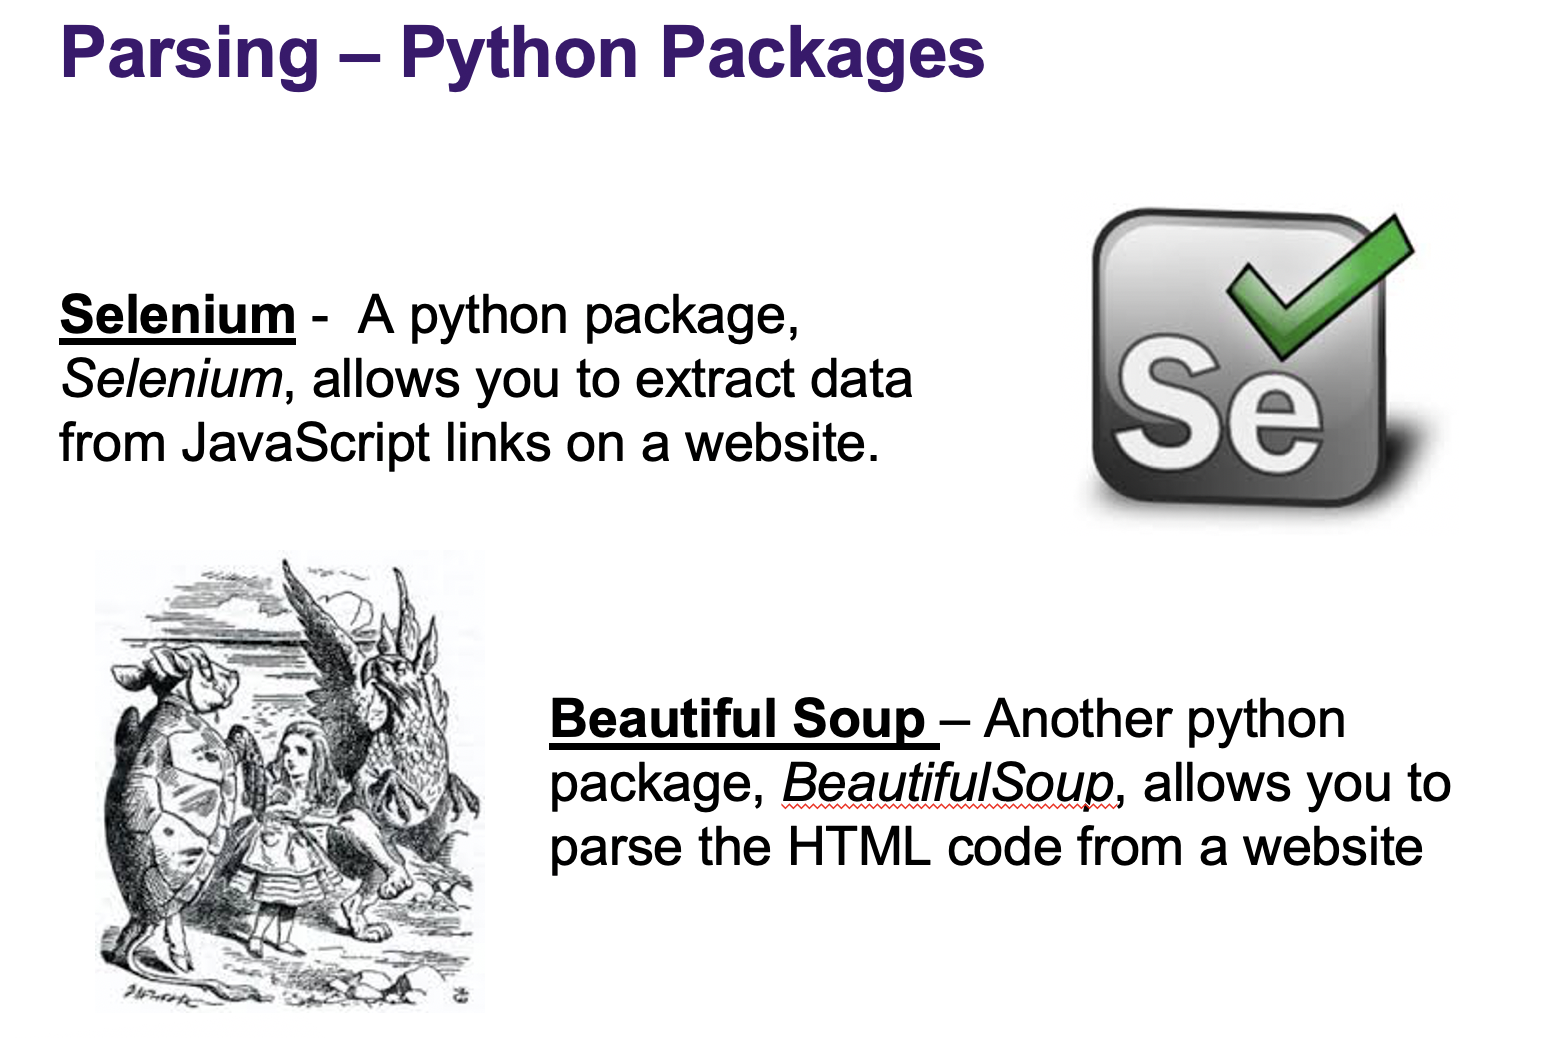 Parsing – Python Packages
Selenium -  A python package,
Selenium, allows you to extract data
from JavaScript links on a website.
Se
Beautiful Soup – Another python
package, BeautifulSoup, allows you to
parse the HTML code from a website